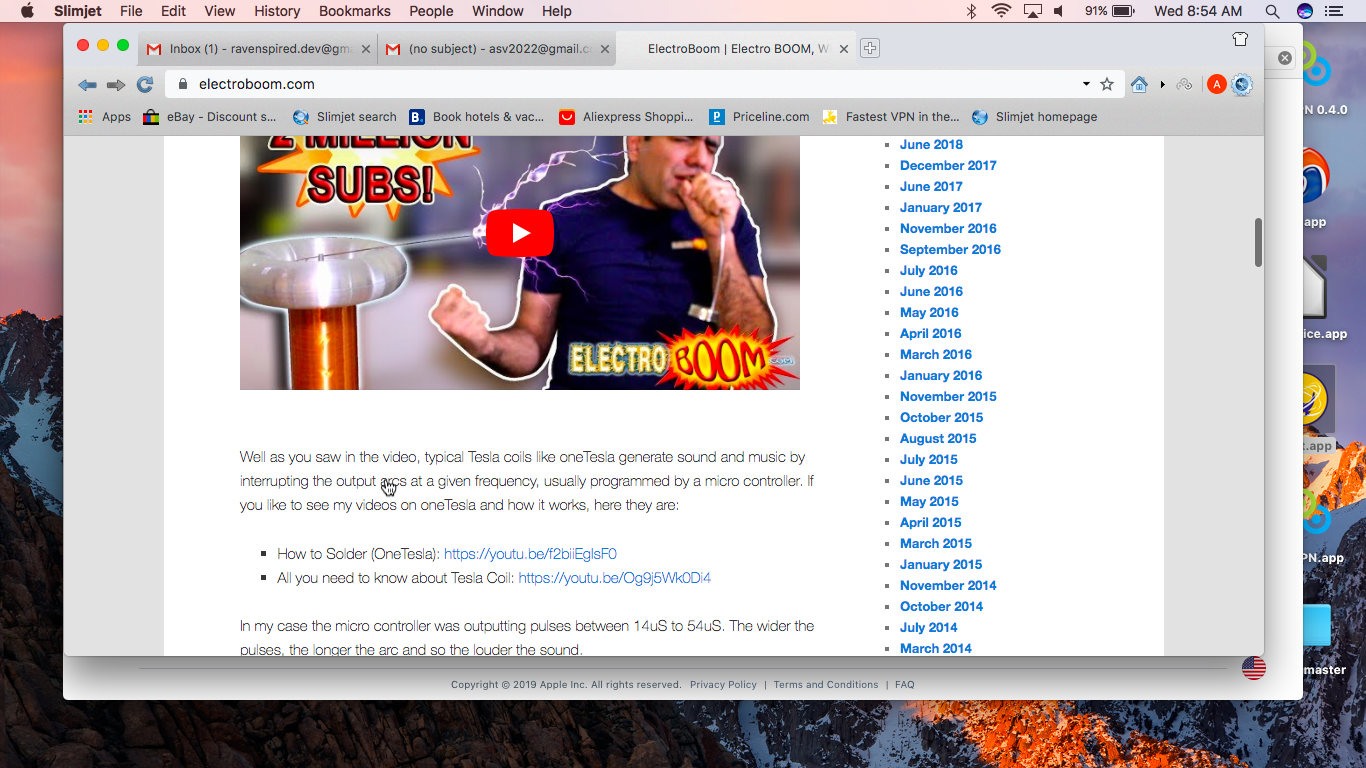 Slimjet File Edit View History Bookmarks People Window Help 91% Wed 8:54 AM
Inbox (1) - ravenspired.dev@gm
(no subject) - asv2022@gmail.c
ElectroBoom | Electro BOOM, W
electroboom.com
A
Apps
eBay - Discount s...
Slimjet search
B.
Book hotels & vac...
Aliexpress Shoppi...
Priceline.com
Fastest VPN in the...
Slimjet homepage
2 MILLION
SUBS!
ELECTRO BOOM
Well as you saw in the video, typical Tesla coils like oneTesla generate sound and music by
interrupting the output arcs at a given frequency, usually programmed by a micro controller. If
you like to see my videos on oneTesla and how it works, here they are:
How to Solder (OneTesla): https://youtu.be/f2biiEglsF0
All you need to know about Tesla Coil: https://youtu.be/Og9j5Wk0Di4
In my case the micro controller was outputting pulses between 14uS to 54uS. The wider the
pulses, the longer the arc and so the louder the sound.
June 2018
December 2017
June 2017
January 2017
November 2016
September 2016
July 2016
June 2016
May 2016
April 2016
March 2016
January 2016
November 2015
October 2015
August 2015
July 2015
June 2015
May 2015
April 2015
March 2015
January 2015
November 2014
October 2014
July 2014
March 2014
PN 0.4.0
.app
ice.app
t.app
PN.app
master
Copyright © 2019 Apple Inc. All rights reserved. Privacy Policy | Terms and Conditions | FAQ